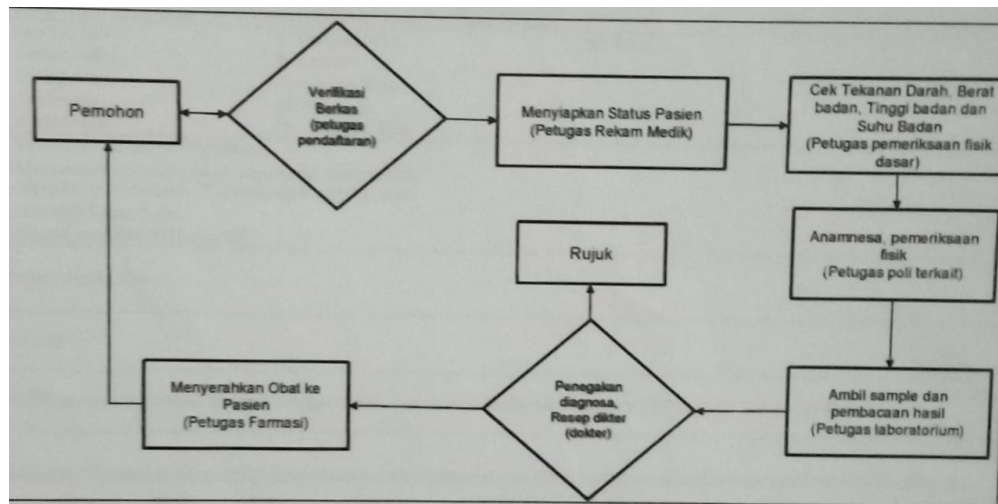 Pemohon
Verifikasi
Berkas
(petugas
pendaftaran)
Menyiapkan Status Pasien
(Petugas Rekam Medik)
Cek Tekanan Darah, Berat
badan, Tinggi badan dan
Suhu Badan
(Petugas pemeriksaan fisik
dasar)
Anamnesa, pemeriksaan
fisik
(Petugas poli terkait)
Ambil sample dan
pembacaan hasil
(Petugas laboratorium)
Penegakan
diagnosa,
Resep dikter
(dokter)
Rujuk
Menyerahkan Obat ke
Pasien
(Petugas Farmasi)